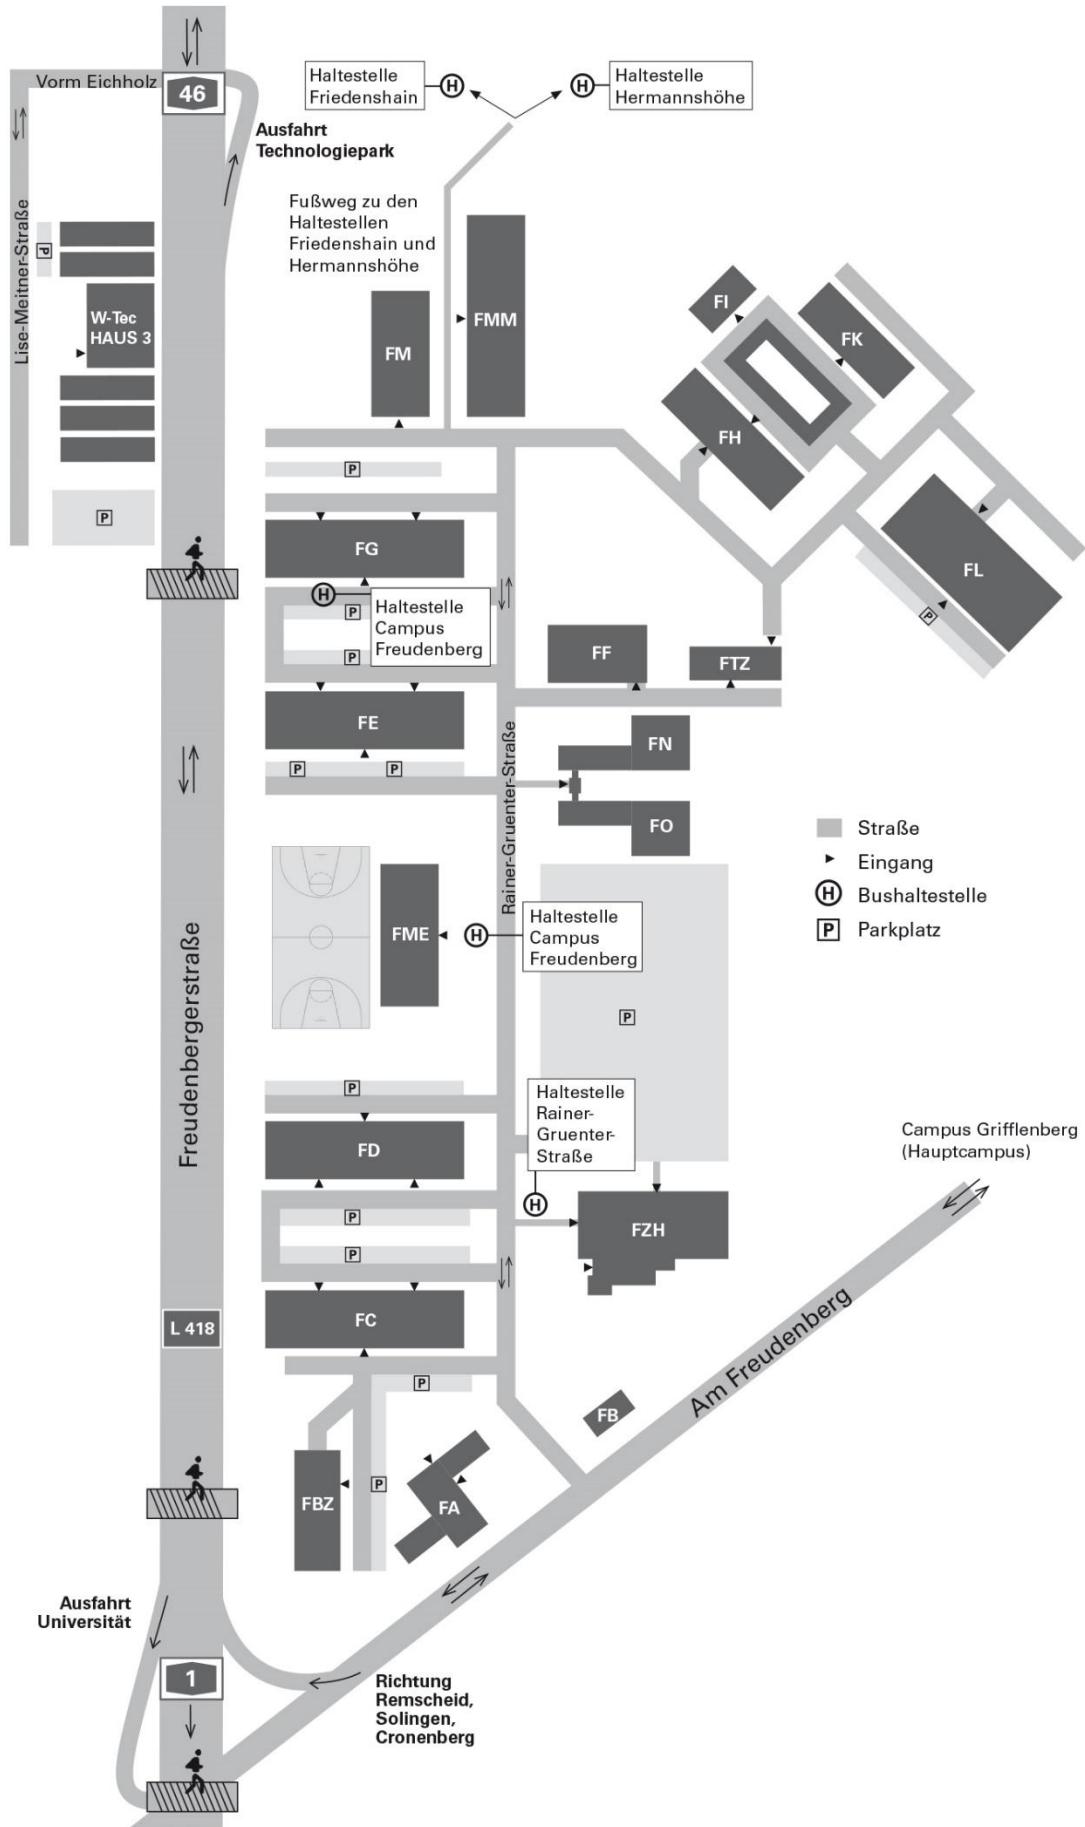 Vorm Eichholz
46
Haltestelle
Friedenshain
H
H
Haltestelle
Hermannshöhe
Ausfahrt
Technologiepark
Fußweg zu den
Haltestellen
Friedenshain und
Hermannshöhe
Lise-Meitner-Straße
P
W-Tec
HAUS 3
P
FM
FMM
FI
FK
FH
FL
P
P
FG
H
P
Haltestelle
Campus
Freudenberg
P
FE
P
P
FF
FTZ
FN
FO
Rainer-Gruenter-Straße
Straße
Eingang
H
Bushaltestelle
P
Parkplatz
Freudenbergerstraße
FME
H
Haltestelle
Campus
Freudenberg
P
P
FD
Haltestelle
Rainer-
Gruenter-
Straße
H
P
P
FZH
Campus Grifflenberg
(Hauptcampus)
L 418
FC
P
Am Freudenberg
FB
FBZ
P
FA
Ausfahrt
Universität
1
Richtung
Remscheid,
Solingen,
Cronenberg